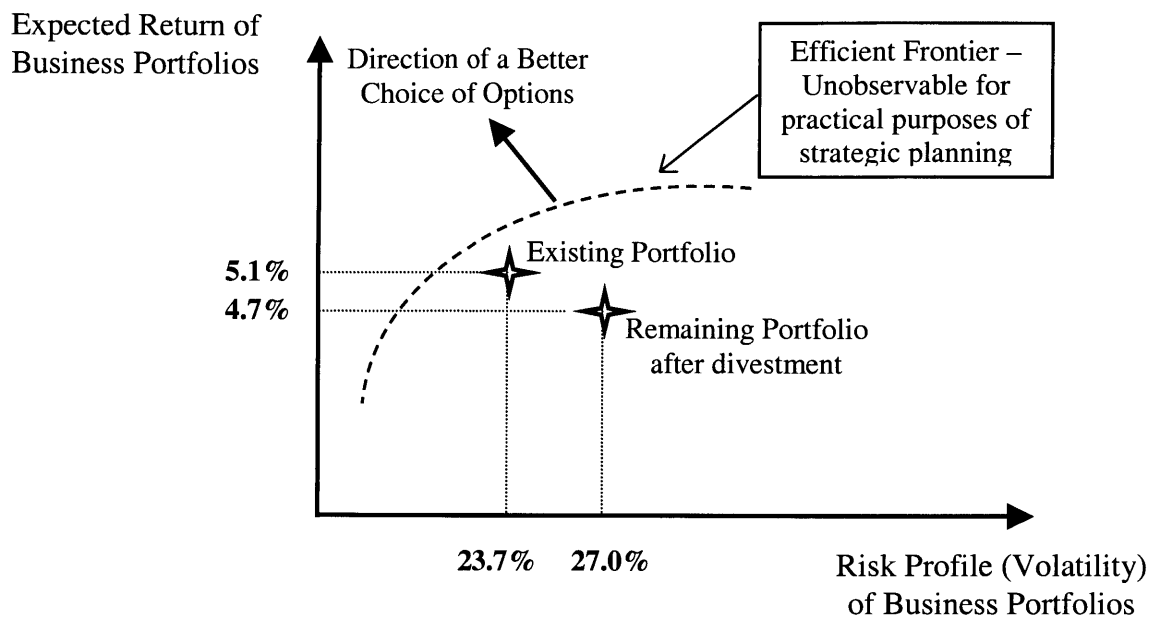 Expected Return of
Business Portfolios
Direction of a Better
Choice of Options
Efficient Frontier –
Unobservable for
practical purposes of
strategic planning
Existing Portfolio
5.1%
4.7%
Remaining Portfolio
after divestment
23.7%
27.0%
Risk Profile (Volatility)
of Business Portfolios